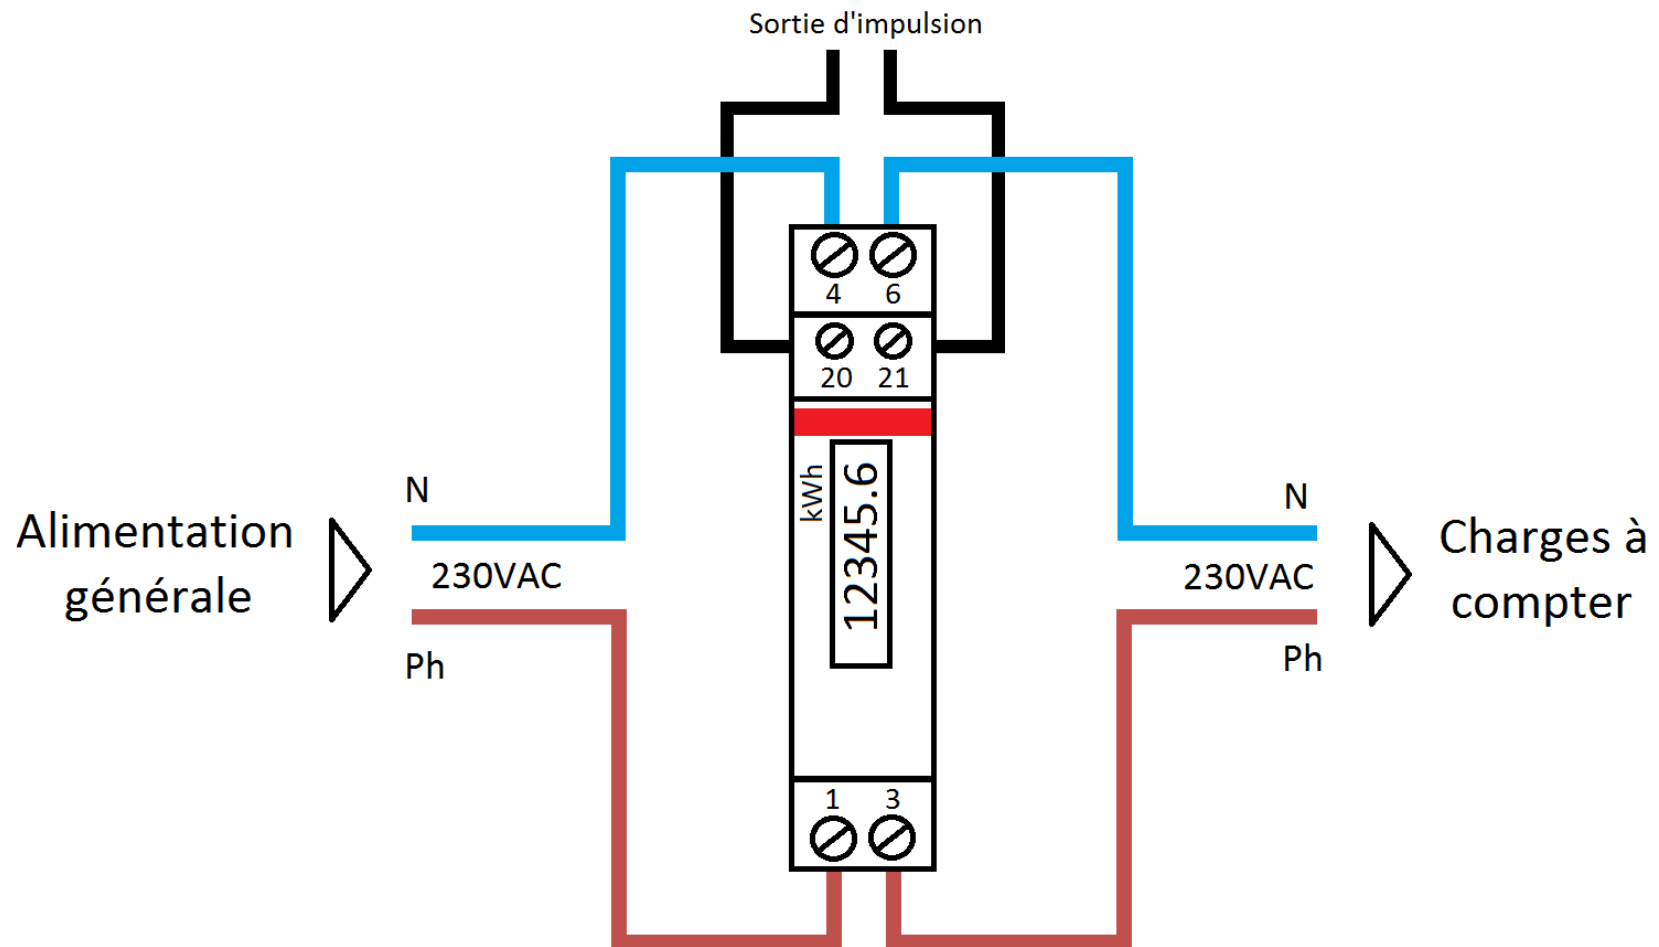 Sortie d'impulsion
4 6
20 21
kWh
12345.6
N
Alimentation
générale
230VAC
Ph
N
Charges à
compter
230VAC
Ph
1 3